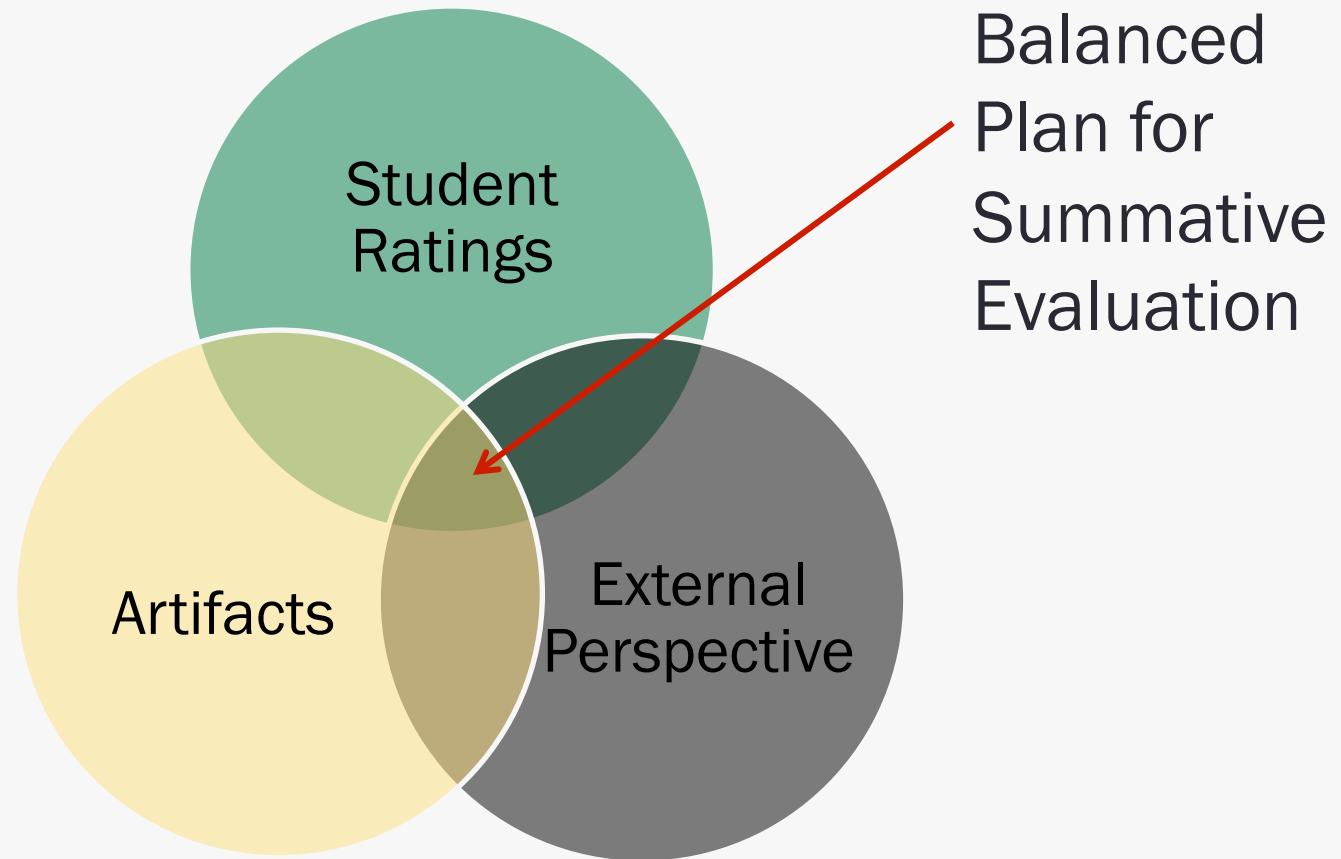 Balanced
Plan for
Summative
Evaluation
Student
Ratings
Artifacts
External
Perspective